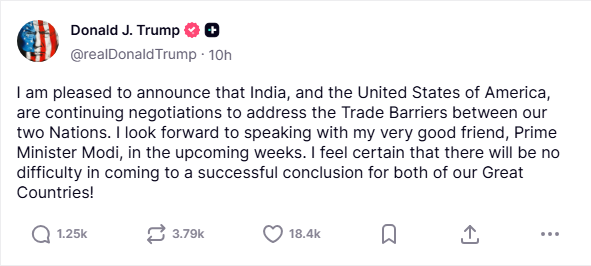 Donald J. Trump
@realDonaldTrump · 10h
I am pleased to announce that India, and the United States of America,
are continuing negotiations to address the Trade Barriers between our
two Nations. I look forward to speaking with my very good friend, Prime
Minister Modi, in the upcoming weeks. I feel certain that there will be no
difficulty in coming to a successful conclusion for both of our Great
Countries!
1.25k 3.79k 18.4k